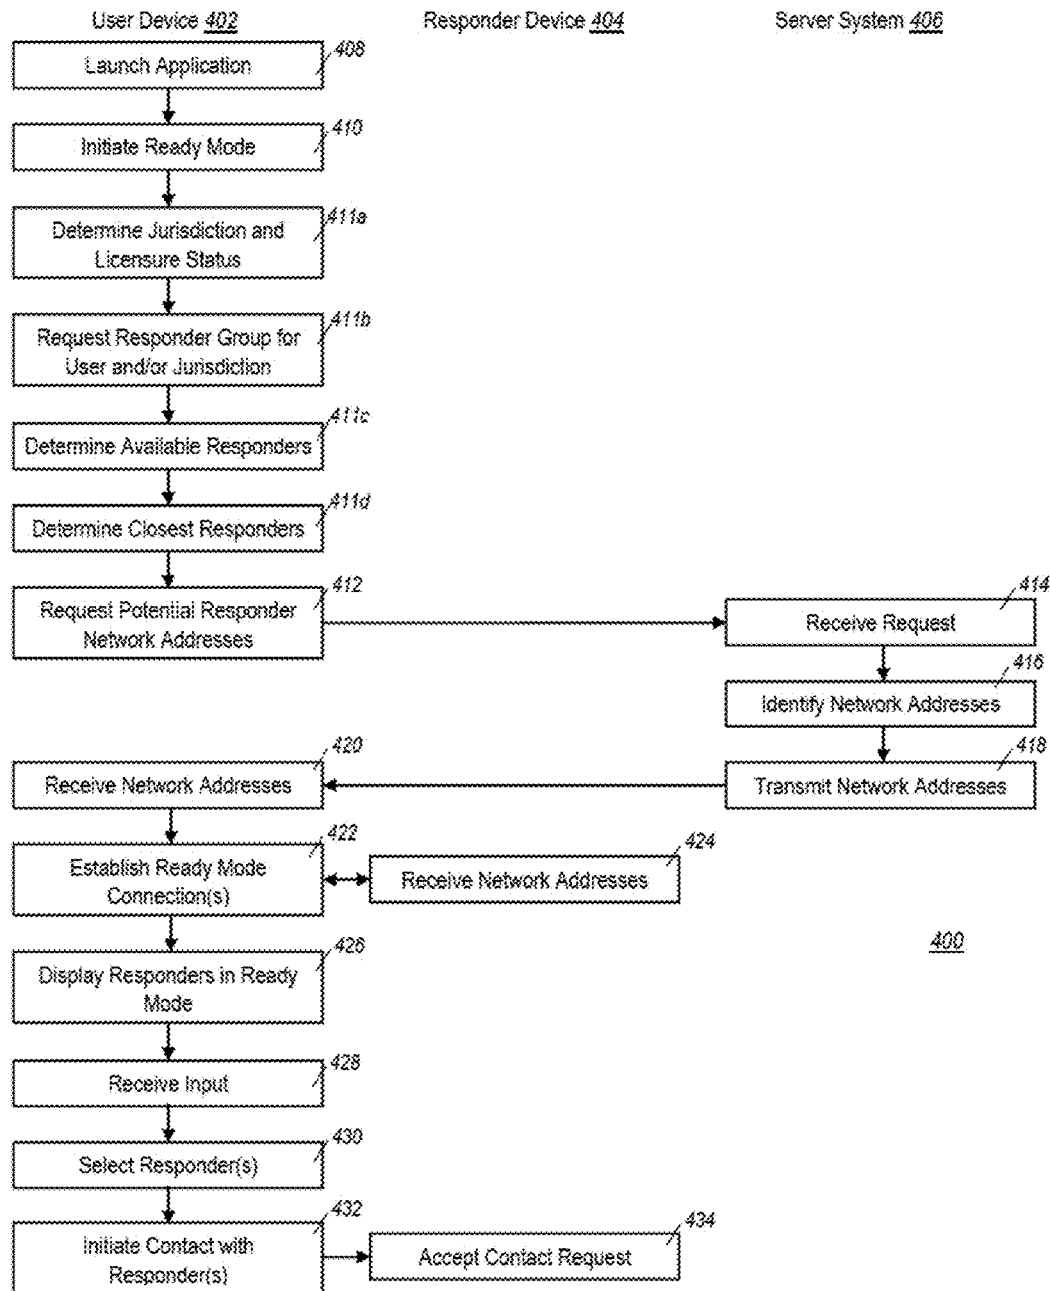 User Device 402 Responder Device 404 Server System 406
408
Launch Application
410
Initiate Ready Mode
411a
Determine Jurisdiction and
Licensure Status
411b
Request Responder Group for
User and/or Jurisdiction
411c
Determine Available Responders
411d
Determine Closest Responders
412
Request Potential Responder
Network Addresses
414
Receive Request
416
Identify Network Addresses
418
Transmit Network Addresses
420
Receive Network Addresses
422
Establish Ready Mode
Connection(s)
424
Receive Network Addresses
426
Display Responders in Ready
Mode
400
428
Receive Input
430
Select Responder(s)
432
Initiate Contact with
Responder(s)
434
Accept Contact Request